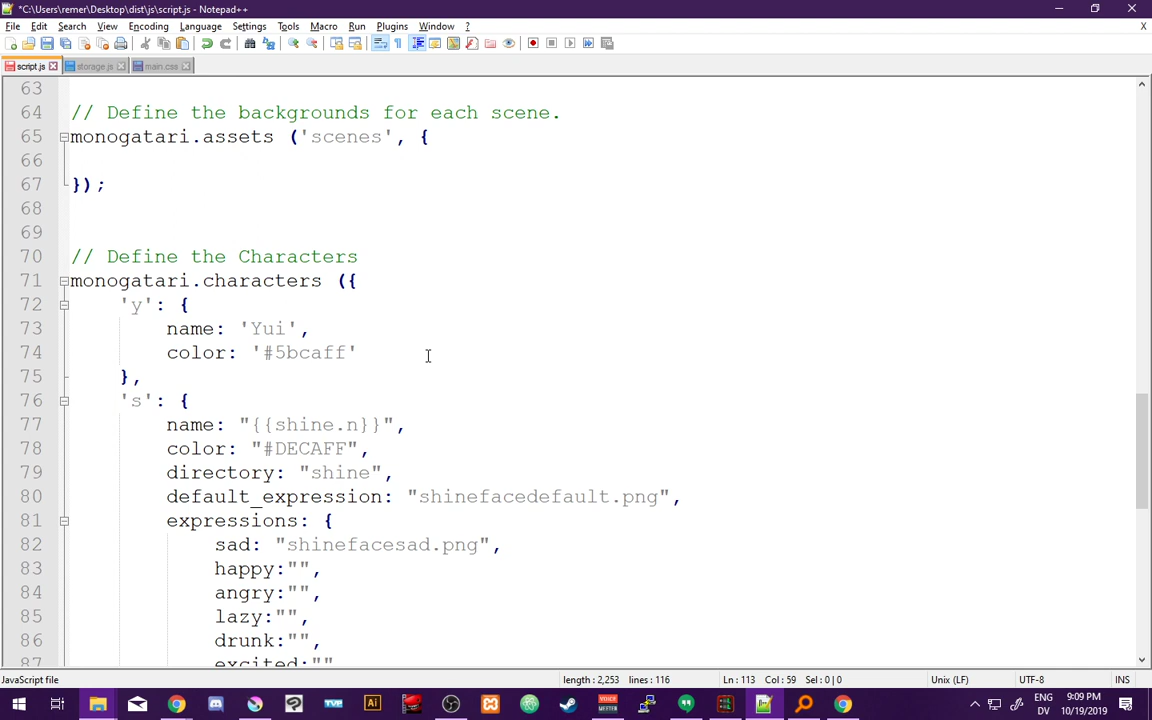 *C:\Users\remer\Desktop\dist\js\script.js - Notepad++
File Edit Search View Encoding Language Settings Tools Macro Run Plugins Window ? X
script.js storage.js main.css
63
64 // Define the backgrounds for each scene.
65 monogatari.assets ('scenes', {
66
67 });
68
69
70 // Define the Characters
71 monogatari.characters ({
72 'y': {
73 name: 'Yui',
74 color: '#5bcaff'
75 },
76 's': {
77 name: "{{shine.n}}",
78 color: "#DECAFF",
79 directory: "shine",
80 default_expression: "shinefacedefault.png",
81 expressions: {
82 sad: "shinefacesad.png",
83 happy:"",
84 angry:"",
85 lazy:"",
86 drunk:"",
87 excited:""
JavaScript file length : 2,253 lines : 116 Ln : 113 Col : 59 Sel : 0 | 0 Unix (LF) UTF-8 INS
ENG 9:09 PM
DV 10/19/2019